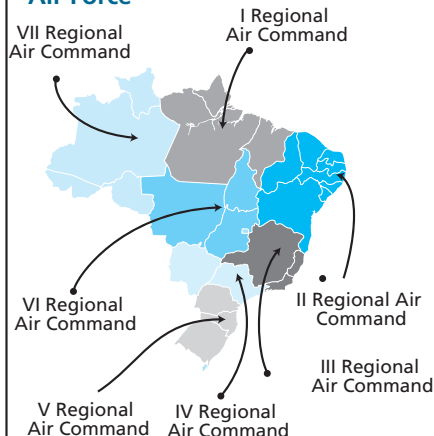 Air Force
I Regional
Air Command
VII Regional
Air Command
VI Regional
Air Command
II Regional Air
Command
III Regional
Air Command
V Regional
Air Command
IV Regional
Air Command